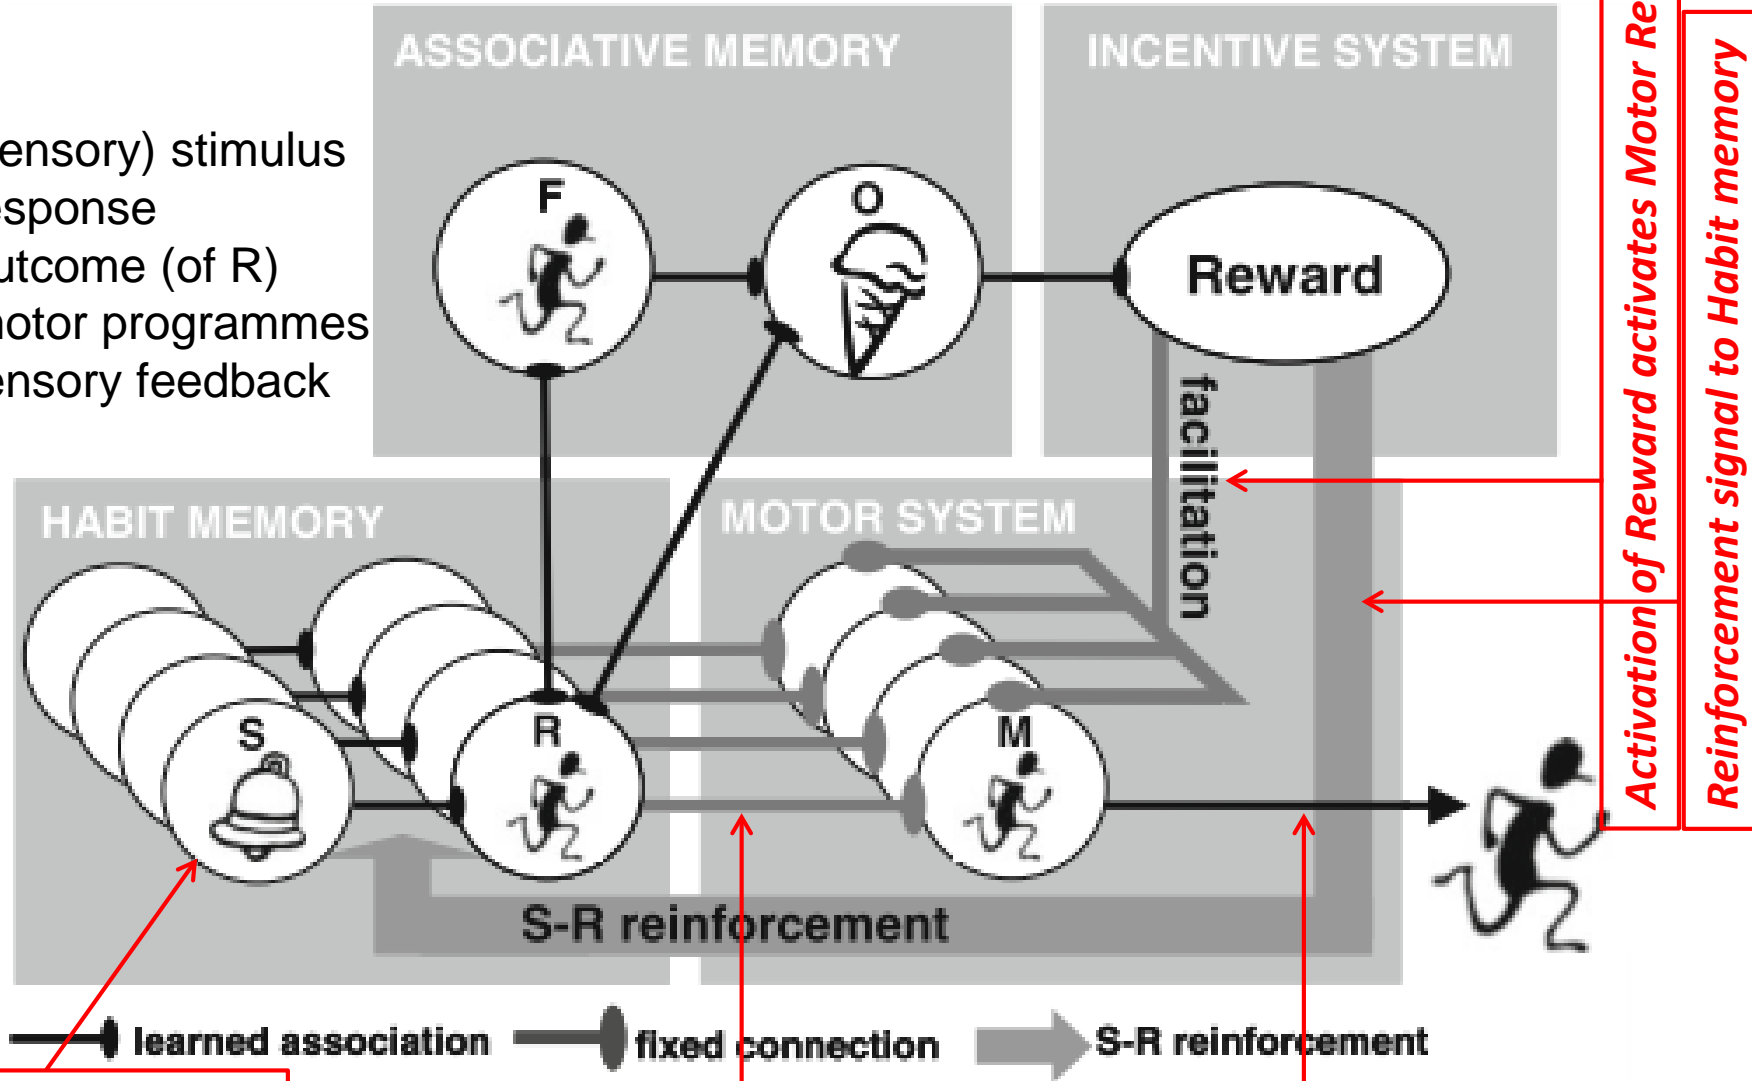 ASSOCIATIVE MEMORY
INCENTIVE SYSTEM
ensory) stimulus
esponse
utcome (of R)
notor programmes
ensory feedback
F
O
Reward
facilitation
HABIT MEMORY
MOTOR SYSTEM
S
R
M
S-R reinforcement
learned association
fixed connection
S-R reinforcement
Activation of Reward activates Motor Re
Reinforcement signal to Habit memory